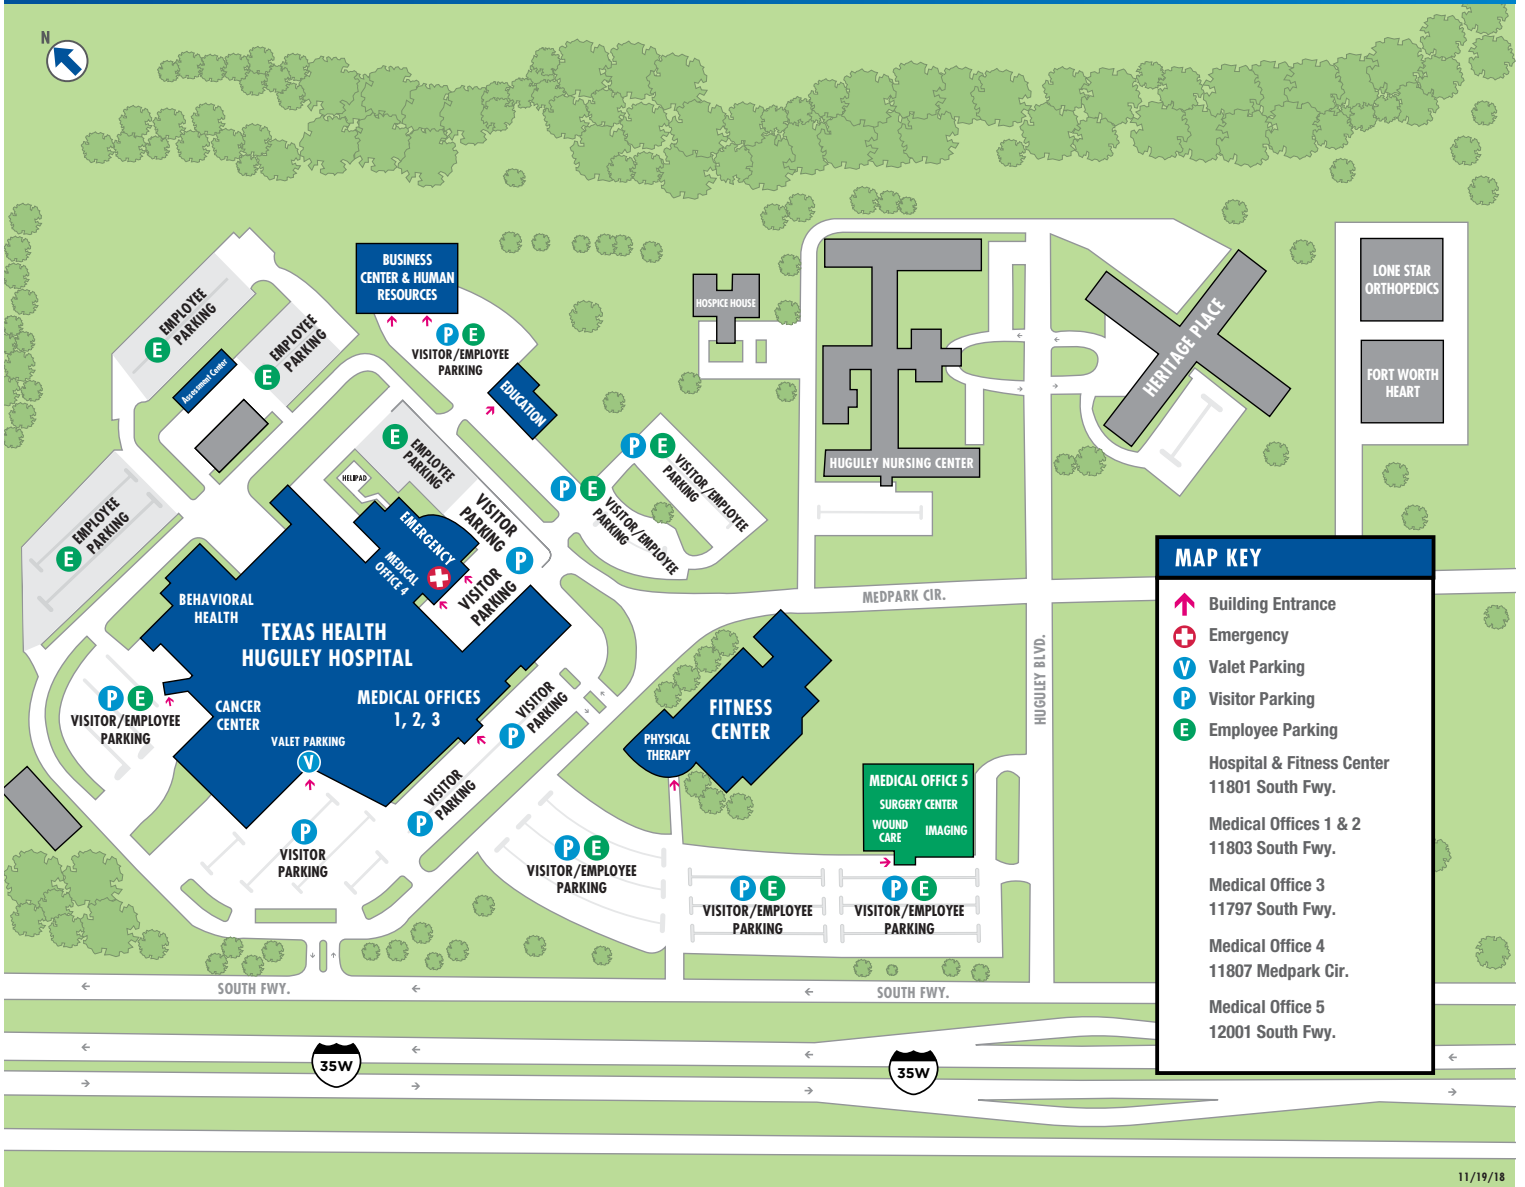 N
BUSINESS
CENTER & HUMAN
RESOURCES
P E
VISITOR/EMPLOYEE
PARKING
EDUCATION
EMPLOYEE
PARKING
E
EMPLOYEE
PARKING
E
Assessment Center
E
EMPLOYEE
PARKING
HELIPAD
EMPLOYEE
PARKING
E
VISITOR
PARKING
P
VISITOR
PARKING
EMERGENCY
MEDICAL
OFFICE 4
P E
VISITOR/EMPLOYEE
PARKING
P E
VISITOR/EMPLOYEE
PARKING
HOSPICE HOUSE
HUGULEY NURSING CENTER
HERITAGE PLACE
LONE STAR
ORTHOPEDICS
FORT WORTH
HEART
BEHAVIORAL
HEALTH
TEXAS HEALTH
HUGULEY HOSPITAL
CANCER
CENTER
MEDICAL OFFICES
1, 2, 3
VALET PARKING
V
P E
VISITOR/EMPLOYEE
PARKING
P
VISITOR
PARKING
P
VISITOR
PARKING
P
VISITOR
PARKING
MEDPARK CIR.
HUGULEY BLVD.
FITNESS
CENTER
PHYSICAL
THERAPY
MEDICAL OFFICE 5
SURGERY CENTER
WOUND
CARE
IMAGING
P E
VISITOR/EMPLOYEE
PARKING
P E
VISITOR/EMPLOYEE
PARKING
P E
VISITOR/EMPLOYEE
PARKING
SOUTH FWY.
SOUTH FWY.
35W
35W
MAP KEY
Building Entrance
Emergency
V Valet Parking
P Visitor Parking
E Employee Parking
Hospital & Fitness Center
11801 South Fwy.
Medical Offices 1 & 2
11803 South Fwy.
Medical Office 3
11797 South Fwy.
Medical Office 4
11807 Medpark Cir.
Medical Office 5
12001 South Fwy.
11/19/18